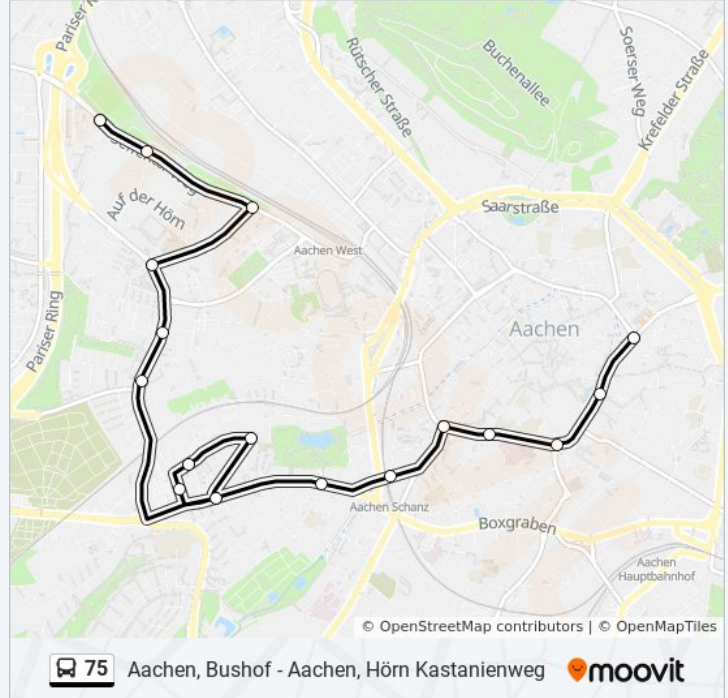 Pariser R
Rütscher Straße
Buchenallee
Soerser Weg
Krefelder Straße
Auf der Hörn
Saarstraße
Aachen West
Pariser Ring
Aachen
Aachen Schanz
Boxgraben
Aachen
Hauptbahnhof
© OpenStreetMap contributors | © OpenMapTiles
75 Aachen, Bushof - Aachen, Hörn Kastanienweg moovit